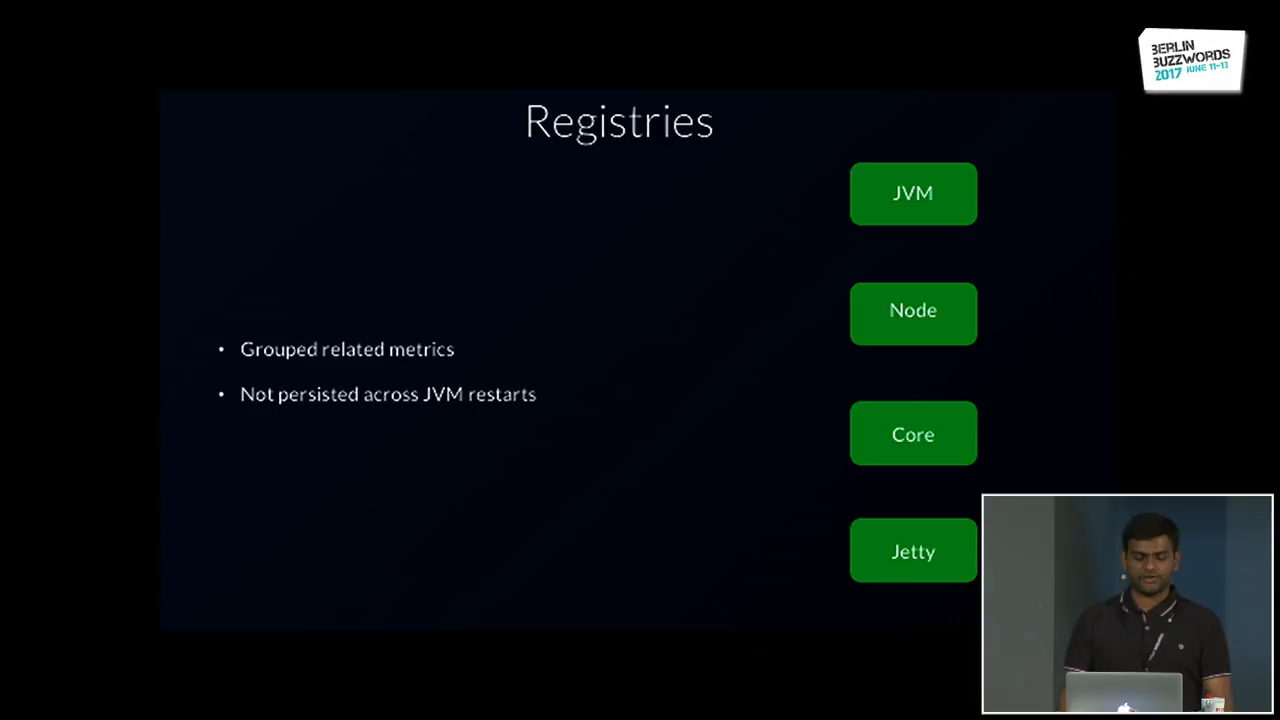 BERLIN
BUZZWORDS
2017 JUNE 11-13
Registries
JVM
Node
• Grouped related metrics
• Not persisted across JVM restarts
Core
Jetty